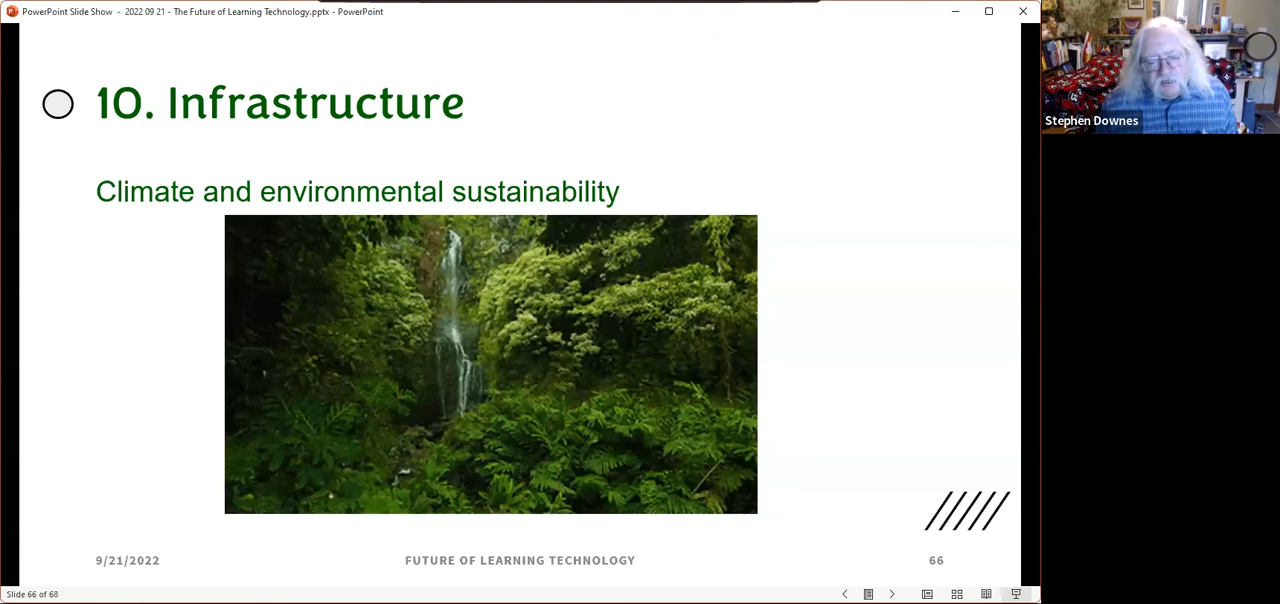 PowerPoint Slide Show - 2022 09 21 - The Future of Learning Technology.pptx - PowerPoint
10. Infrastructure
Climate and environmental sustainability
9/21/2022 FUTURE OF LEARNING TECHNOLOGY 66
Slide 66 of 68
Stephen Downes